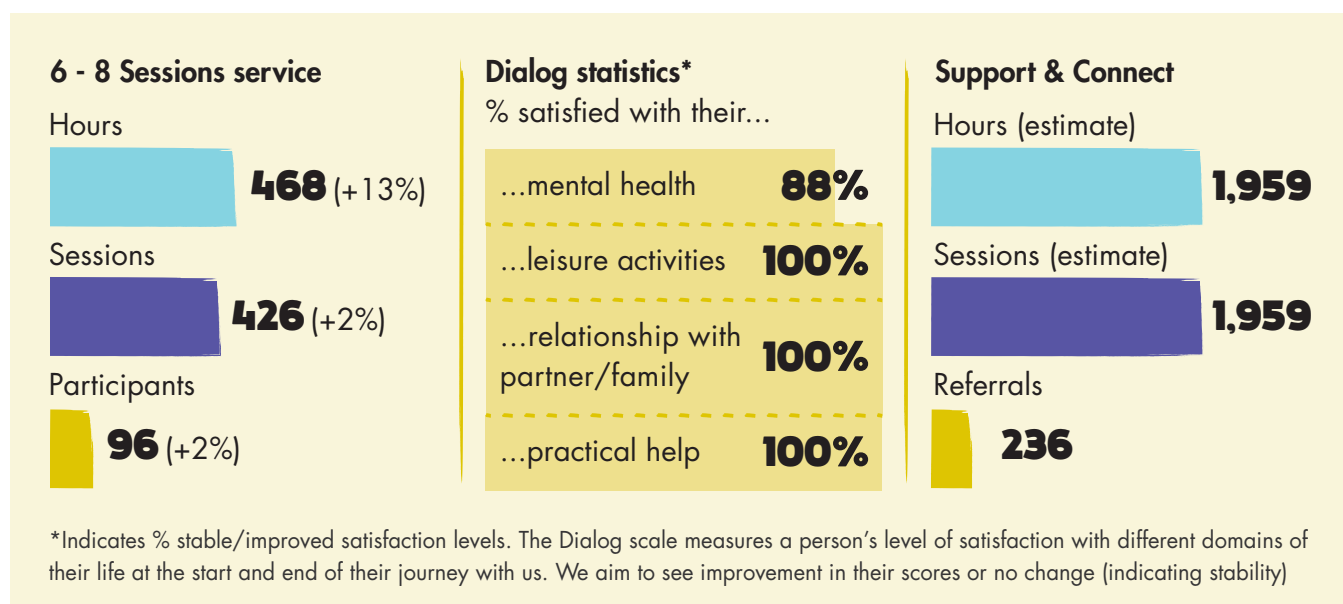 6 - 8 Sessions service
Hours
468 (+13%)
Sessions
426 (+2%)
Participants
96 (+2%)
Dialog statistics*
% satisfied with their...
...mental health 88%
...leisure activities 100%
...relationship with
partner/family 100%
...practical help 100%
Support & Connect
Hours (estimate)
1,959
Sessions (estimate)
1,959
Referrals
236
*Indicates % stable/improved satisfaction levels. The Dialog scale measures a person’s level of satisfaction with different domains of
their life at the start and end of their journey with us. We aim to see improvement in their scores or no change (indicating stability)